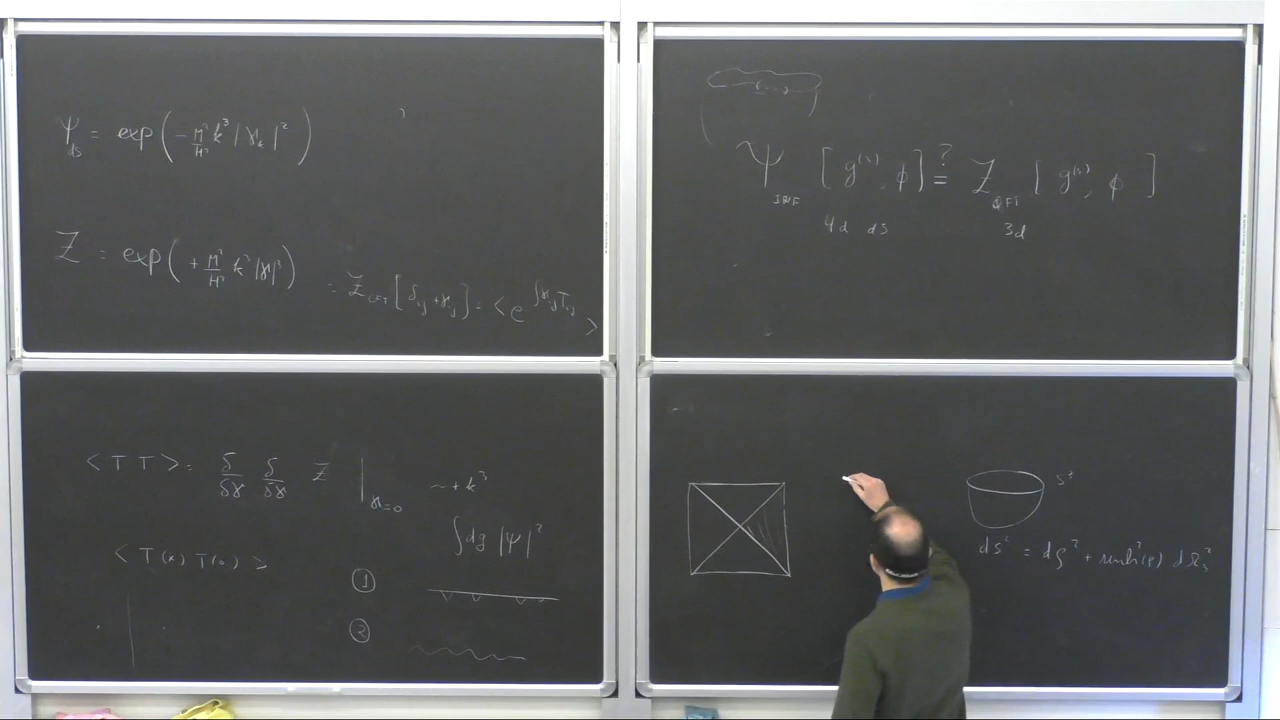 ψ_dS = exp(-M²/H² k³ |γ_k|²)
Z = exp(+M²/H² k³ |γ|²)
= Z_CFT [δ_ij + γ_ij] = <e^{∫γ_ij T_ij}>
<T T> = δ/δγ δ/δγ Z |_{γ=0} ~ + k³
∫dg |Ψ|²
<T(x) T(0)>
①
②
Ψ [g⁽³⁾, φ] ?= Z_QFT [g⁽³⁾, φ]
4d dS 3d
S³
ds² = dρ² + sinh²(ρ) dΩ₃²